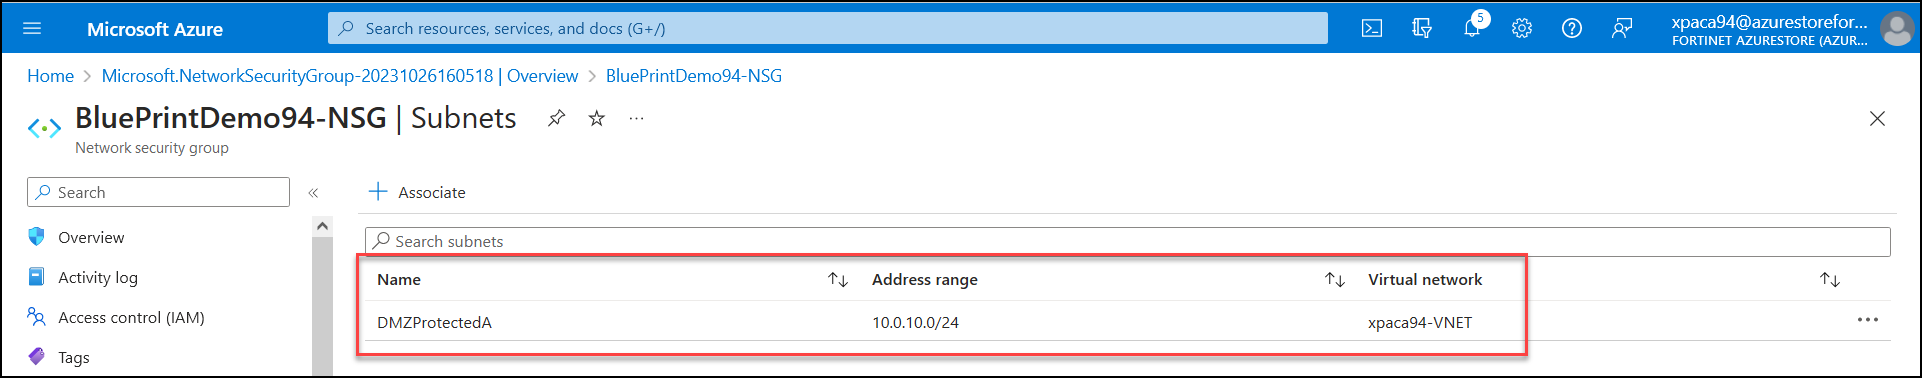 Microsoft Azure
Search resources, services, and docs (G+/)
5
xpaca94@azurestorefor...
FORTINET AZURESTORE (AZUR...
Home > Microsoft.NetworkSecurityGroup-20231026160518 | Overview > BluePrintDemo94-NSG
BluePrintDemo94-NSG | Subnets ...
Network security group
Search «
+ Associate
Overview
Search subnets
Activity log
Name Address range Virtual network
Access control (IAM)
DMZProtectedA 10.0.10.0/24 xpaca94-VNET ...
Tags